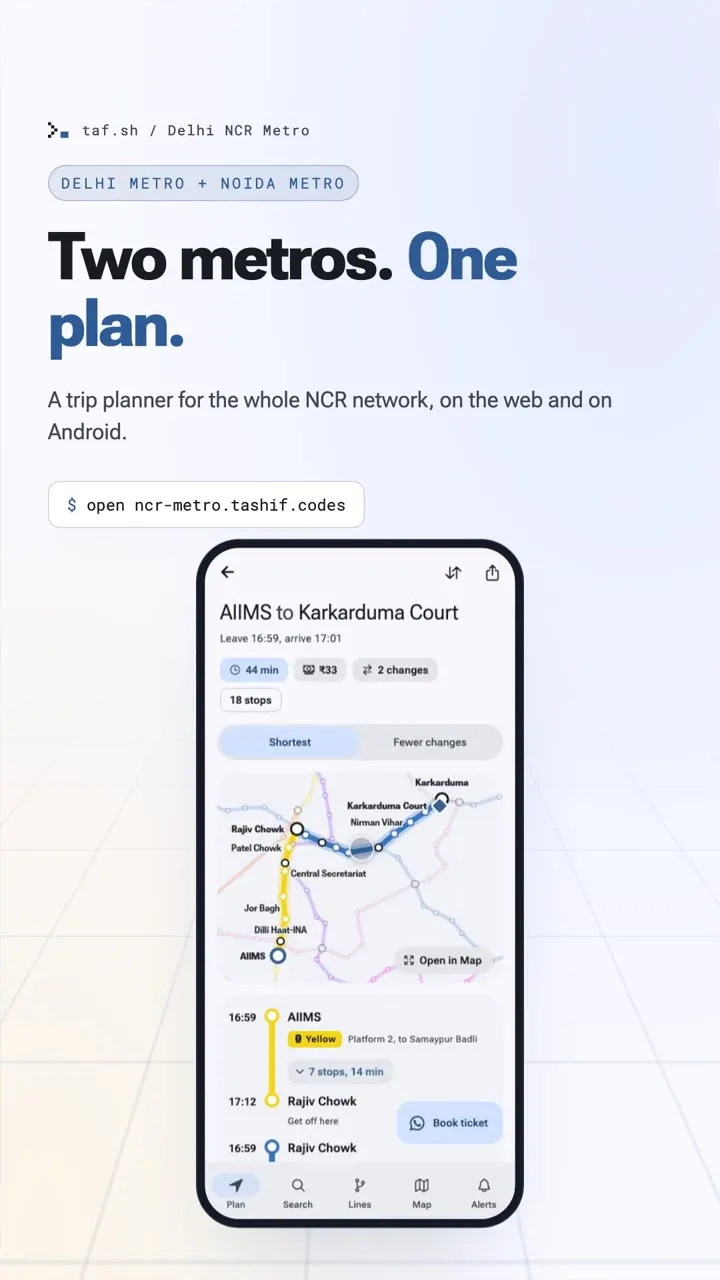 taf.sh / Delhi NCR Metro
DELHI METRO + NOIDA METRO
Two metros. One
plan.
A trip planner for the whole NCR network, on the web and on
Android.
$ open ncr-metro.tashif.codes
AIIMS to Karkarduma Court
Leave 16:59, arrive 17:01
44 min
₹33
2 changes
18 stops
Shortest
Fewer changes
Karkarduma
Karkarduma Court
Nirman Vihar
Rajiv Chowk
Patel Chowk
Central Secretariat
Jor Bagh
Dilli Haat-INA
AIIMS
Open in Map
16:59 AIIMS
Yellow Platform 2, to Samaypur Badli
7 stops, 14 min
17:12 Rajiv Chowk
Get off here
Book ticket
16:59 Rajiv Chowk
Plan
Search
Lines
Map
Alerts